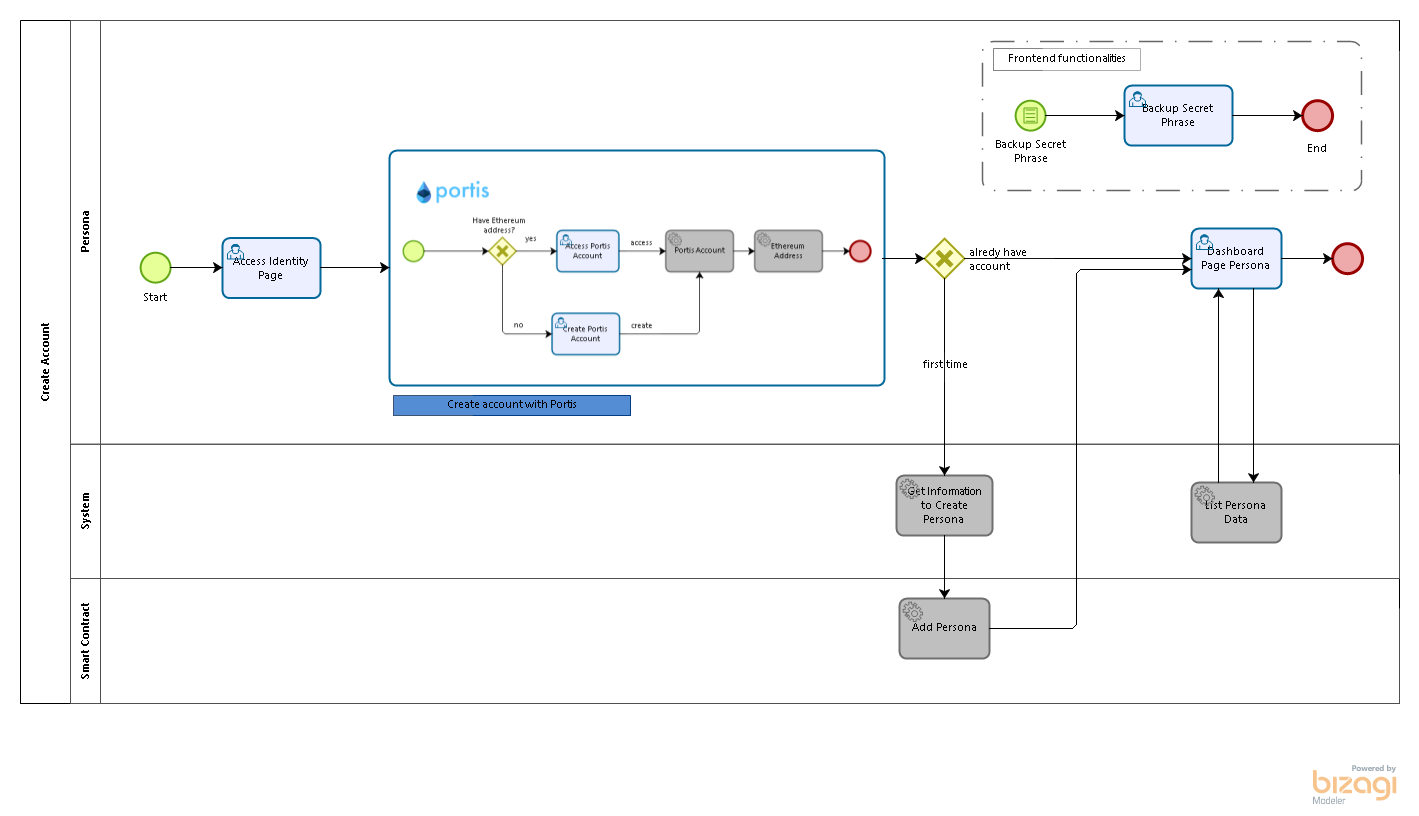 Create Account
Persona
System
Smart Contract
Start
Access Identity
Page
portis
Have Ethereum
address?
yes
no
Access Portis
Account
access
Create Portis
Account
create
Portis Account
Ethereum
Address
Create account with Portis
Frontend functionalities
Backup Secret
Phrase
Backup Secret
Phrase
End
alredy have
account
first time
Dashboard
Page Persona
Get Information
to Create
Persona
List Persona
Data
Add Persona
Powered by
bizagi
Modeler